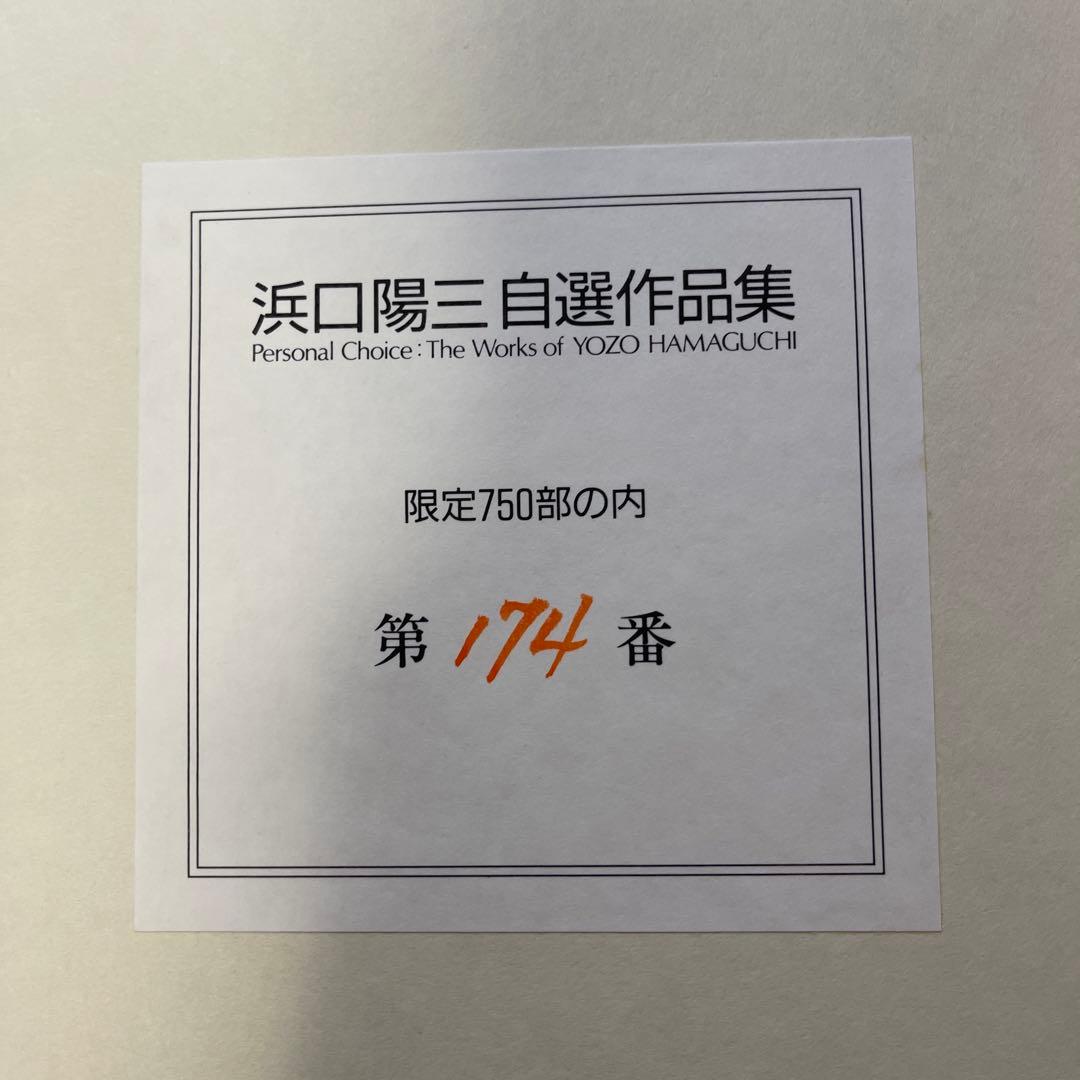 浜口陽三自選作品集
Personal Choice : The Works of YOZO HAMAGUCHI
限定750部の内
第 174 番